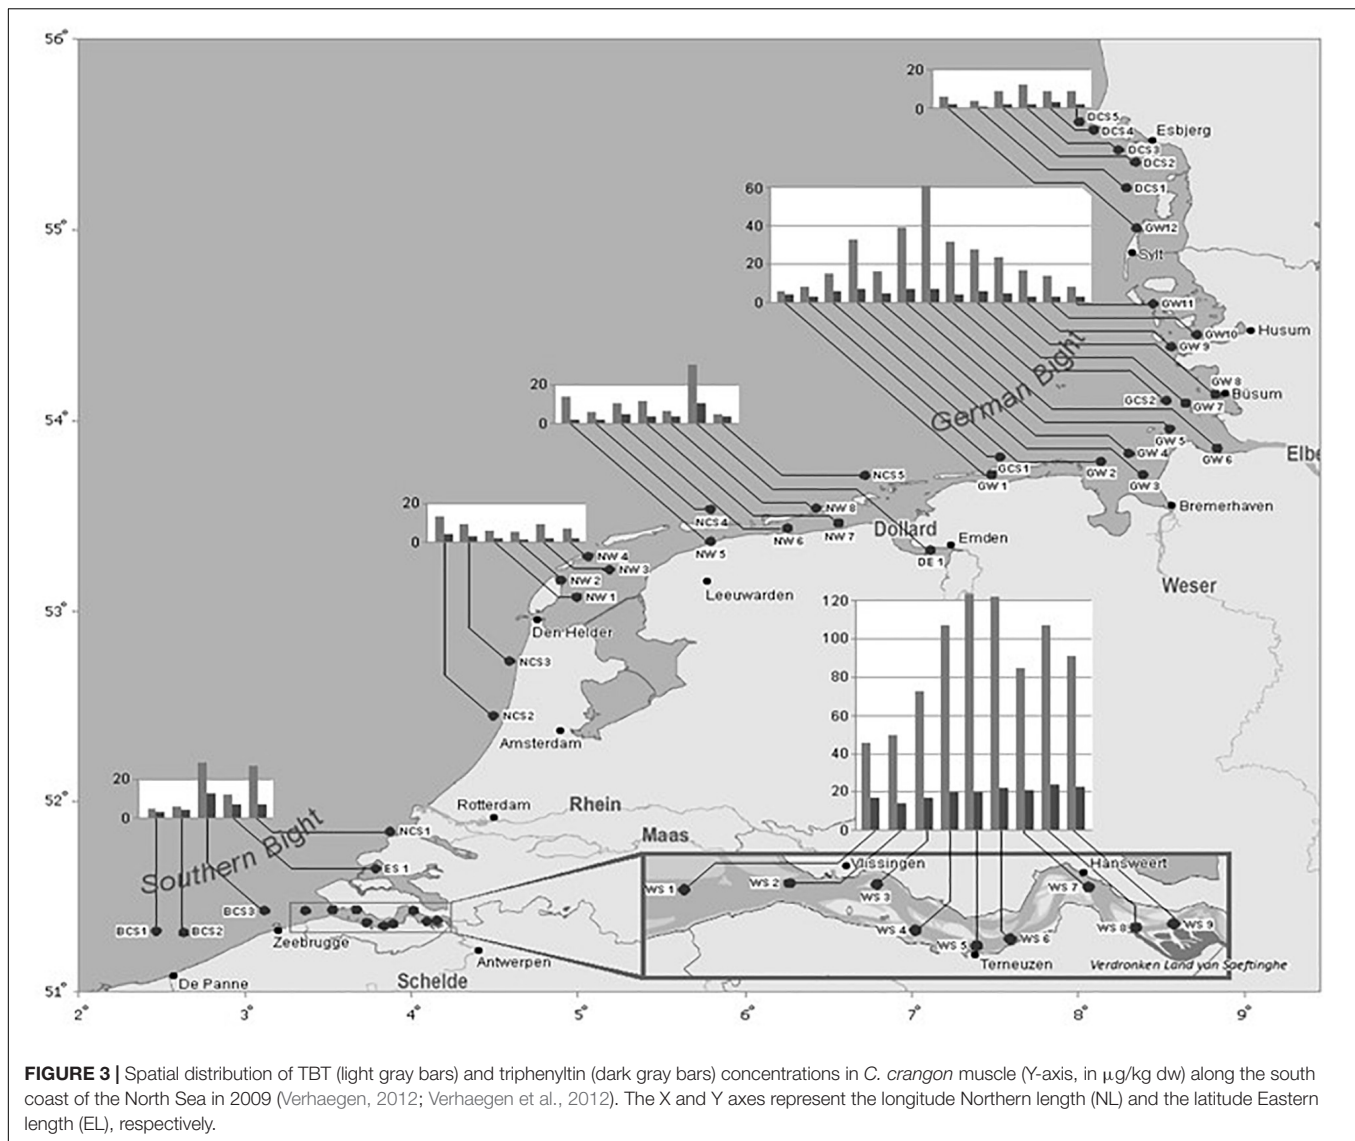 56°
55°
54°
53°
52°
51°
2°
3°
4°
5°
6°
7°
8°
9°
20
0
DCS5
DCS4
Esbjerg
DCS3
DCS2
DCS1
GW12
Sylt
60
40
20
0
GW11
GW10
Husum
GW 9
German Bight
GW 8
Büsum
GCS2
GW 7
GW 5
GW 6
GW 4
Elbe
GCS1
GW 1
GW 2
GW 3
Bremerhaven
20
0
NCS5
NCS4
NW 8
NW 5
NW 6
NW 7
Dollard
Emden
DE 1
Weser
Leeuwarden
20
0
NW 4
NW 3
NW 2
NW 1
Den Helder
NCS3
NCS2
Amsterdam
120
100
80
60
40
20
0
20
0
Southern Bight
Rotterdam
Rhein
Maas
NCS1
ES 1
BCS3
BCS1
BCS2
Zeebrugge
De Panne
Schelde
Antwerpen
Vlissingen
Hansweert
WS 1
WS 2
WS 3
WS 4
WS 5
WS 6
WS 7
WS 8
WS 9
Terneuzen
Verdronken Land van Saeftinghe
FIGURE 3 | Spatial distribution of TBT (light gray bars) and triphenyltin (dark gray bars) concentrations in C. crangon muscle (Y-axis, in μg/kg dw) along the south
coast of the North Sea in 2009 (Verhaegen, 2012; Verhaegen et al., 2012). The X and Y axes represent the longitude Northern length (NL) and the latitude Eastern
length (EL), respectively.